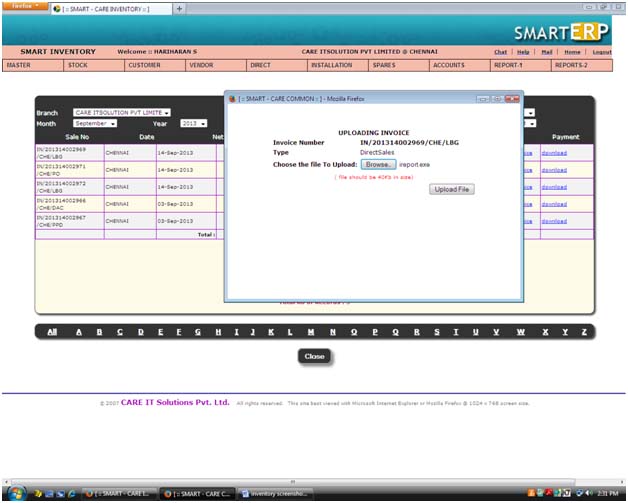 Firefox
[ :: SMART - CARE INVENTORY :: ]
+
SMARTERP
SMART INVENTORY Welcome :: HARIHARAN S CARE ITSOLUTION PVT LIMITED @ CHENNAI Chat | Help | Mail | Home | Logout
MASTER STOCK CUSTOMER VENDOR DIRECT INSTALLATION SPARES ACCOUNTS REPORT-1 REPORTS-2
[ :: SMART - CARE COMMON :: ] - Mozilla Firefox
Branch CARE ITSOLUTION PVT LIMITE
Month September Year 2013
Sale No Date Net Payment
UPLOADING INVOICE
Invoice Number IN/201314002969/CHE/LBG
Type DirectSales
Choose the file To Upload: Browse.. ireport.exe
( file should be 40Kb in size)
Upload File
IN/201314002969 /CHE/LBG CHENNAI 14-Sep-2013 download
IN/201314002971 /CHE/PO CHENNAI 14-Sep-2013 download
IN/201314002972 /CHE/LBG CHENNAI 14-Sep-2013 download
IN/201314002966 /CHE/DAC CHENNAI 03-Sep-2013 download
IN/201314002967 /CHE/PPD CHENNAI 03-Sep-2013 download
Total :
All A B C D E F G H I J K L M N O P Q R S T U V W X Y Z
Close
© 2007 CARE IT Solutions Pvt. Ltd. All rights reserved. This site best viewed with Microsoft Internet Explorer or Mozilla Firefox @ 1024 x 768 screen size.
[ :: SMART - CARE I... [ :: SMART - CARE C... inventory screensho... 2:31 PM